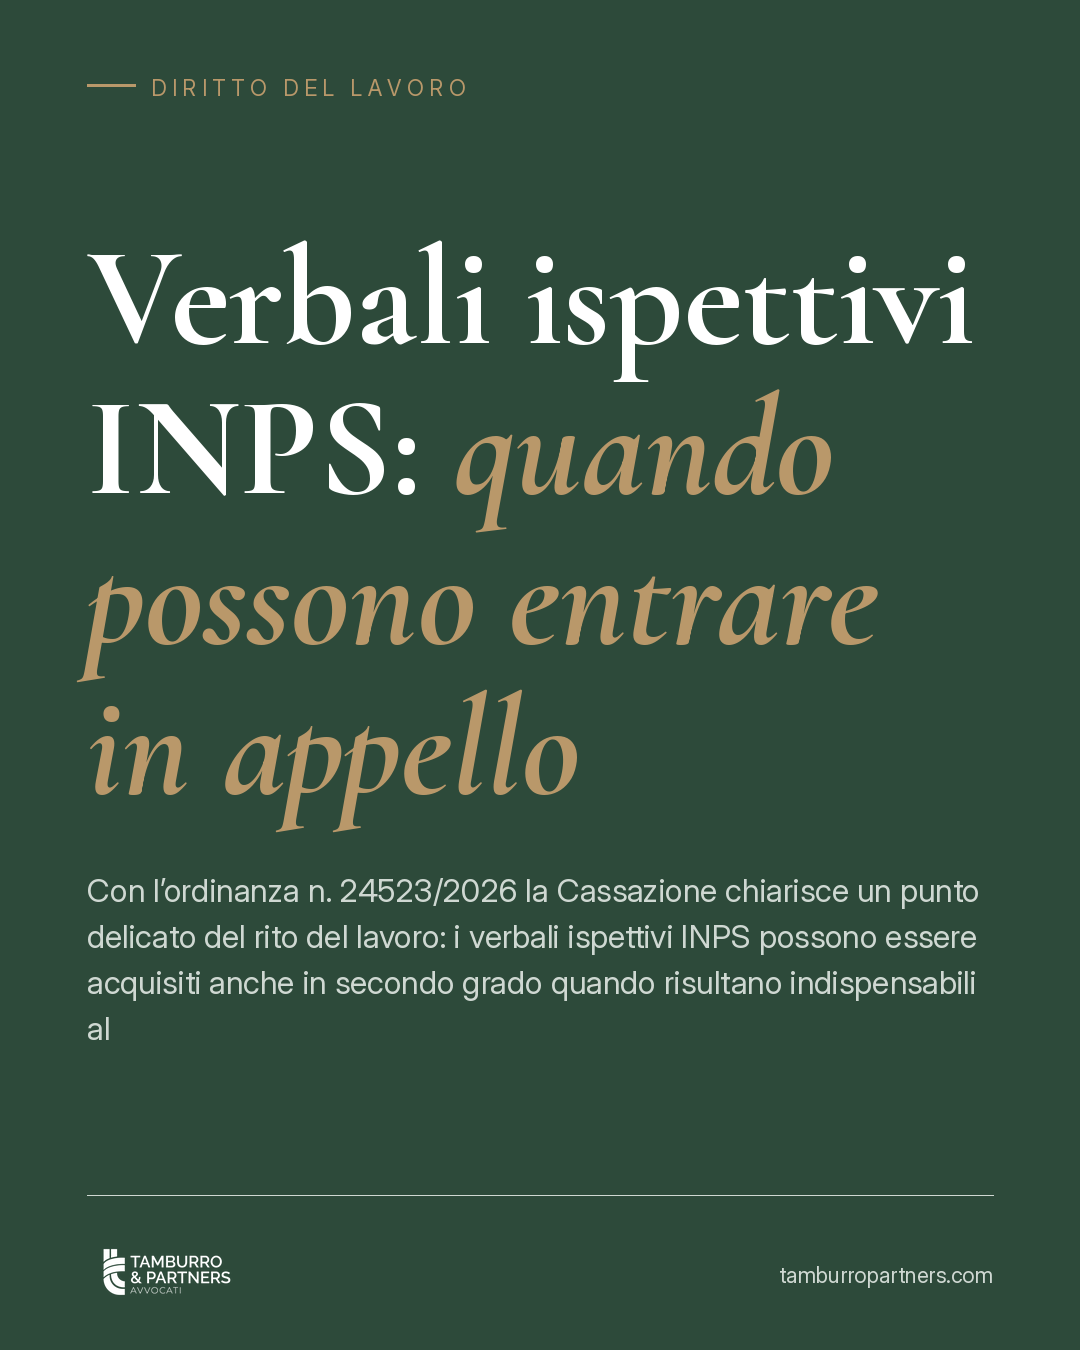 DIRITTO DEL LAVORO
Verbali ispettivi
INPS: quando
possono entrare
in appello
Con l’ordinanza n. 24523/2026 la Cassazione chiarisce un punto
delicato del rito del lavoro: i verbali ispettivi INPS possono essere
acquisiti anche in secondo grado quando risultano indispensabili
al
TAMBURRO
& PARTNERS
AVVOCATI
tamburropartners.com